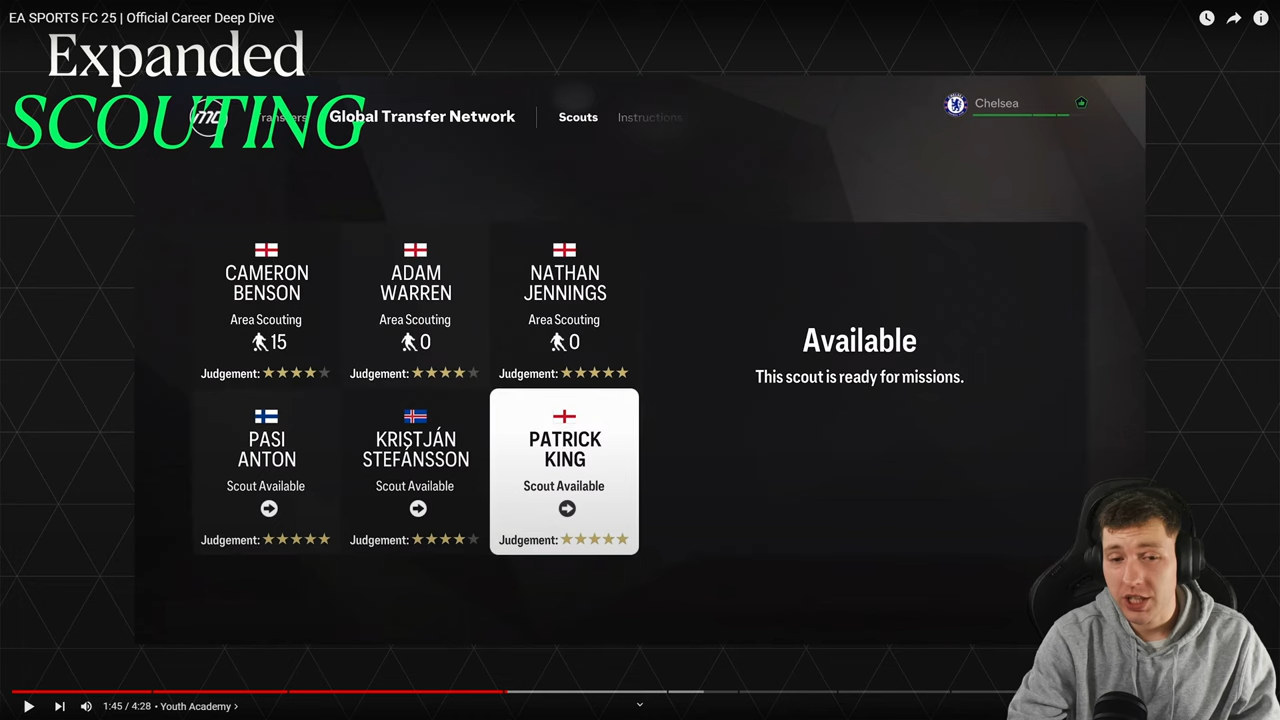 EA SPORTS FC 25 | Official Career Deep Dive
Expanded
SCOUTING
Transfers
Global Transfer Network
Scouts
Instructions
Chelsea
CAMERON
BENSON
Area Scouting
15
Judgement:
ADAM
WARREN
Area Scouting
0
Judgement:
NATHAN
JENNINGS
Area Scouting
0
Judgement:
Available
This scout is ready for missions.
PASI
ANTON
Scout Available
Judgement:
KRISTJÁN
STEFÁNSSON
Scout Available
Judgement:
PATRICK
KING
Scout Available
Judgement:
1:45 / 4:28 • Youth Academy >